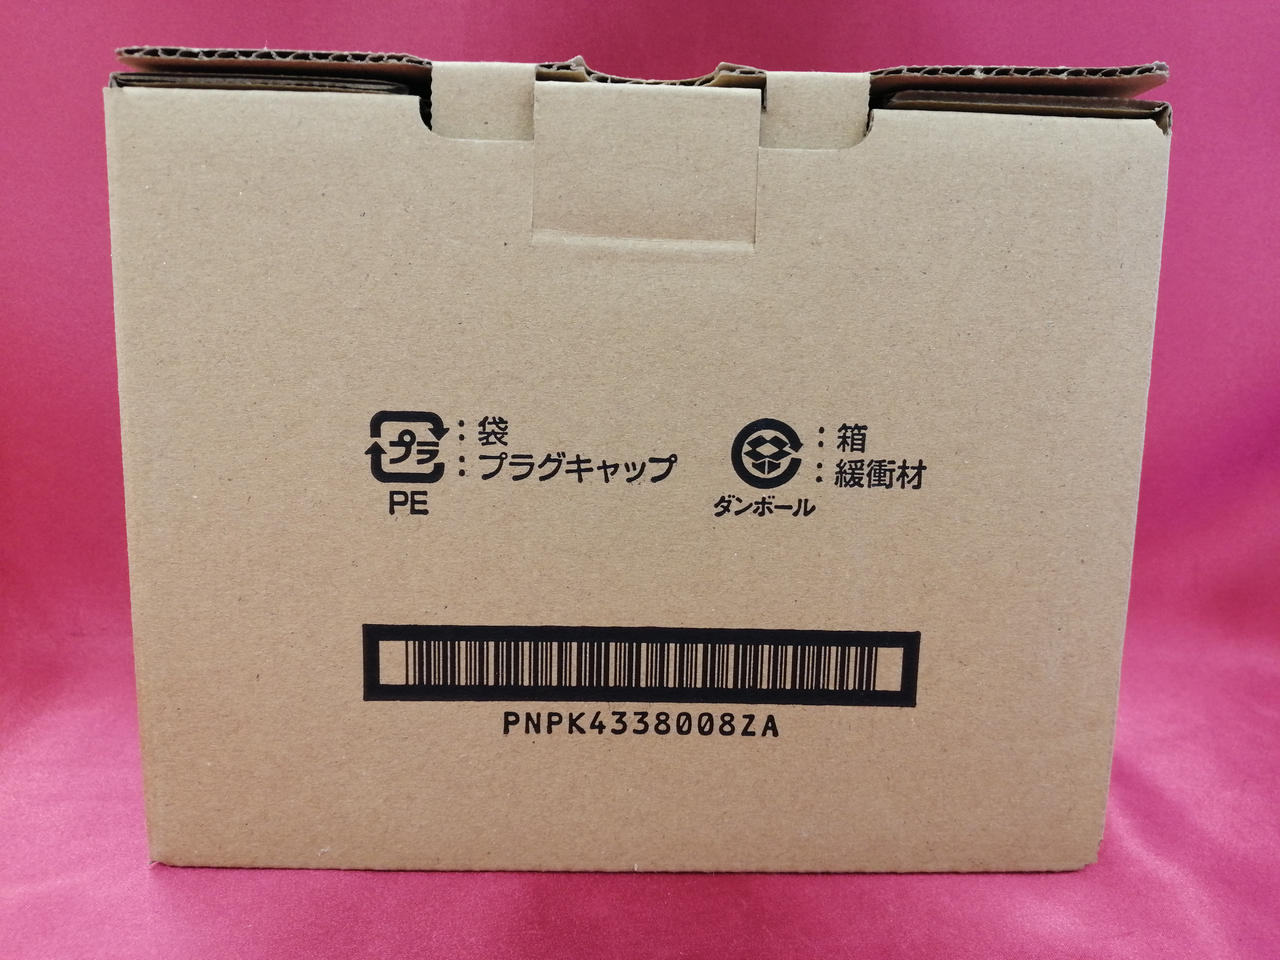 プラ：袋
：プラグキャップ
PE
：箱
：緩衝材
ダンボール
PNPK4338008ZA